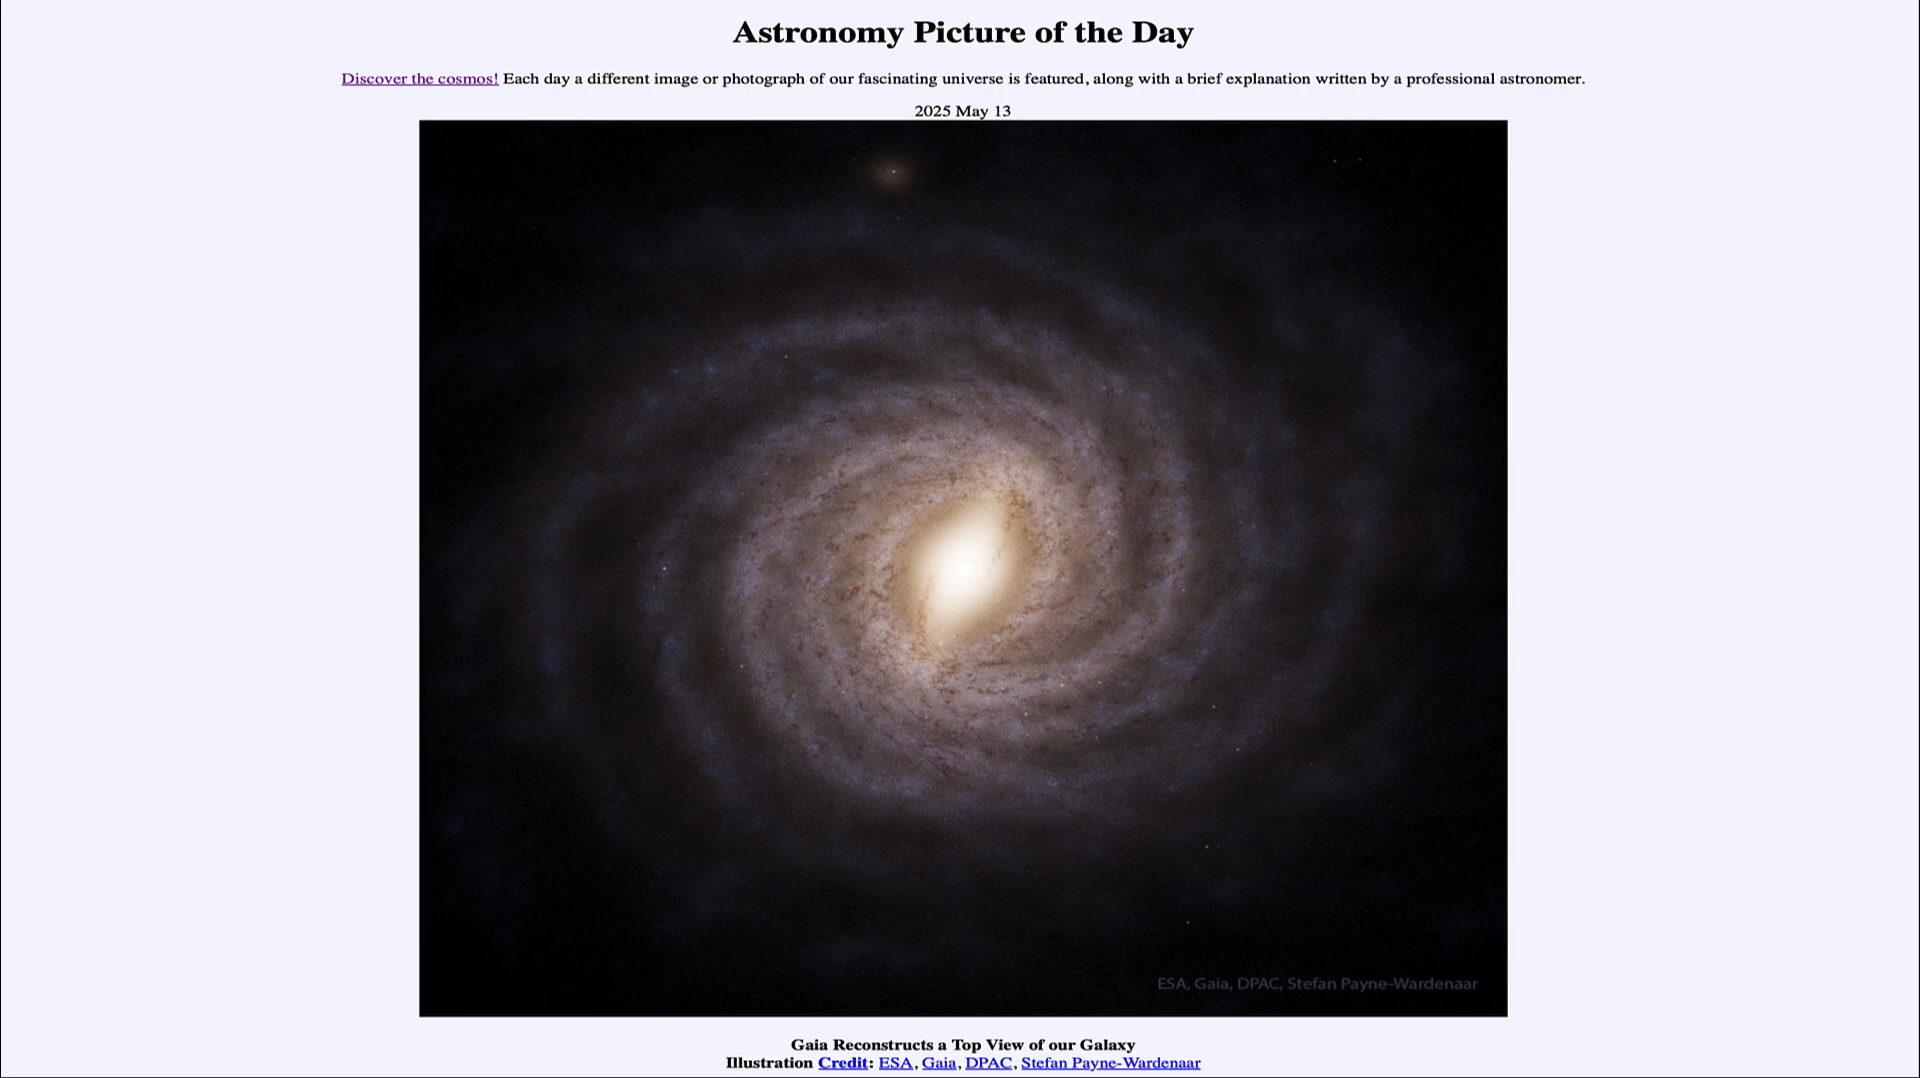 Astronomy Picture of the Day
Discover the cosmos! Each day a different image or photograph of our fascinating universe is featured, along with a brief explanation written by a professional astronomer.
2025 May 13
ESA, Gaia, DPAC, Stefan Payne-Wardenaar
Gaia Reconstructs a Top View of our Galaxy
Illustration Credit: ESA, Gaia, DPAC, Stefan Payne-Wardenaar